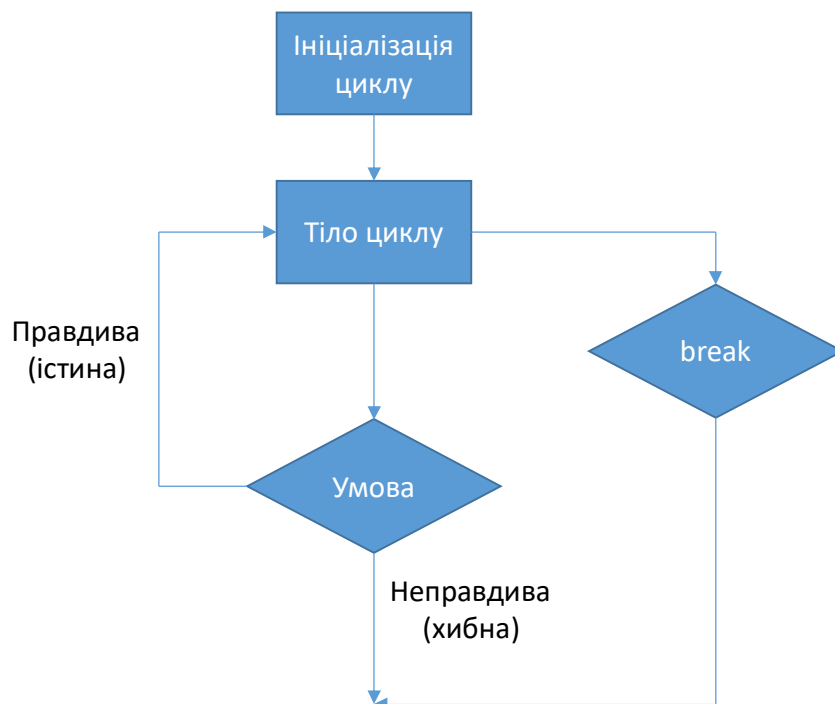 Ініціалізація
циклу
Тіло циклу
Правдива
(істина)
break
Умова
Неправдива
(хибна)